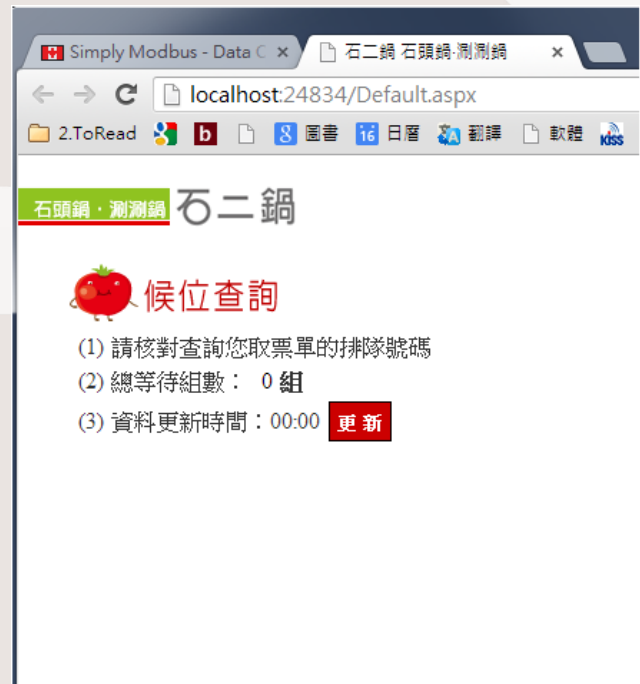 Simply Modbus - Data C
石二鍋 石頭鍋·涮涮鍋
localhost:24834/Default.aspx
2.ToRead
b
8 圖書
16 日曆
翻譯
軟體
KISS
石頭鍋‧涮涮鍋 石二鍋
候位查詢
(1) 請核對查詢您取票單的排隊號碼
(2) 總等待組數： 0 組
(3) 資料更新時間：00:00 更 新